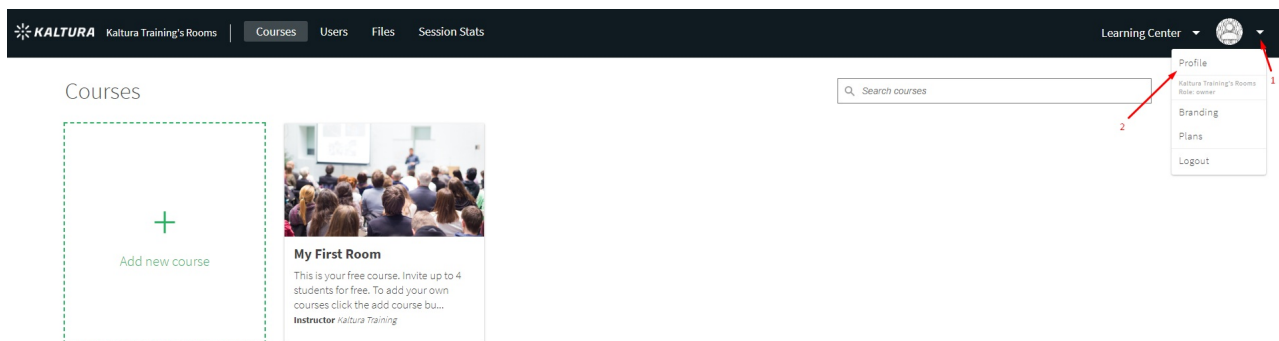 KALTURA Kaltura Training's Rooms Courses Users Files Session Stats Learning Center
Profile
Kaltura Training's Rooms
Role: owner
1
Courses
Search courses
2
Branding
Plans
Logout
Add new course
My First Room
This is your free course. Invite up to 4
students for free. To add your own
courses click the add course bu...
Instructor Kaltura Training